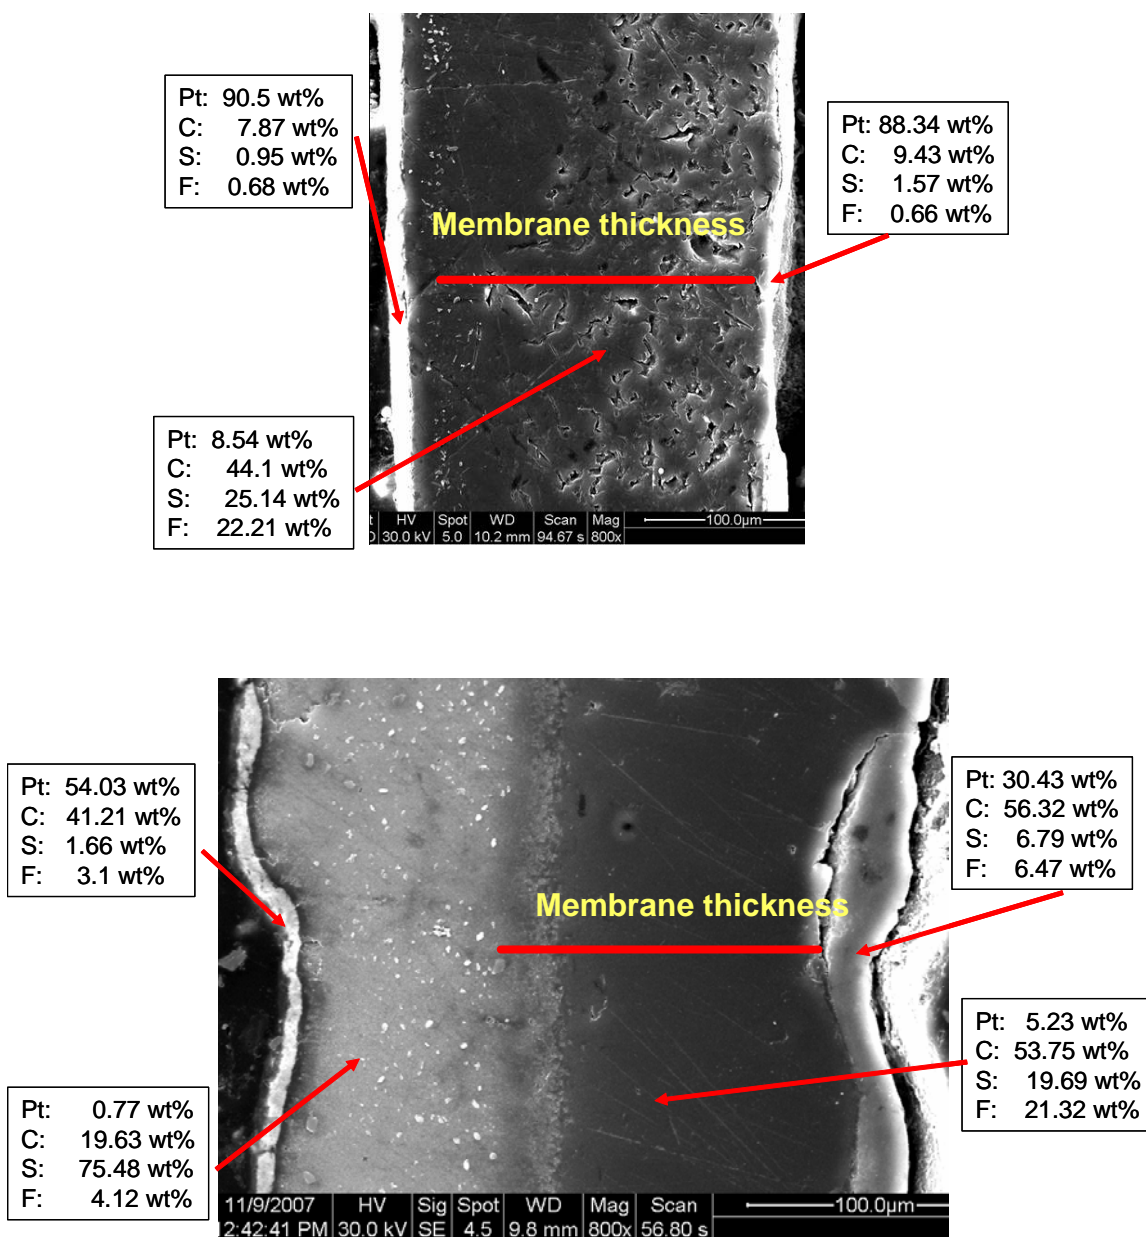 Pt: 90.5 wt%
C: 7.87 wt%
S: 0.95 wt%
F: 0.68 wt%
Pt: 88.34 wt%
C: 9.43 wt%
S: 1.57 wt%
F: 0.66 wt%
Membrane thickness
Pt: 8.54 wt%
C: 44.1 wt%
S: 25.14 wt%
F: 22.21 wt%
HV Spot WD Scan Mag 100.0µm
30.0 kV 5.0 10.2 mm 94.67 s 800x
Pt: 54.03 wt%
C: 41.21 wt%
S: 1.66 wt%
F: 3.1 wt%
Pt: 30.43 wt%
C: 56.32 wt%
S: 6.79 wt%
F: 6.47 wt%
Membrane thickness
Pt: 5.23 wt%
C: 53.75 wt%
S: 19.69 wt%
F: 21.32 wt%
Pt: 0.77 wt%
C: 19.63 wt%
S: 75.48 wt%
F: 4.12 wt%
11/9/2007 HV Sig Spot WD Mag Scan 100.0µm
12:42:41 PM 30.0 kV SE 4.5 9.8 mm 800x 56.80 s